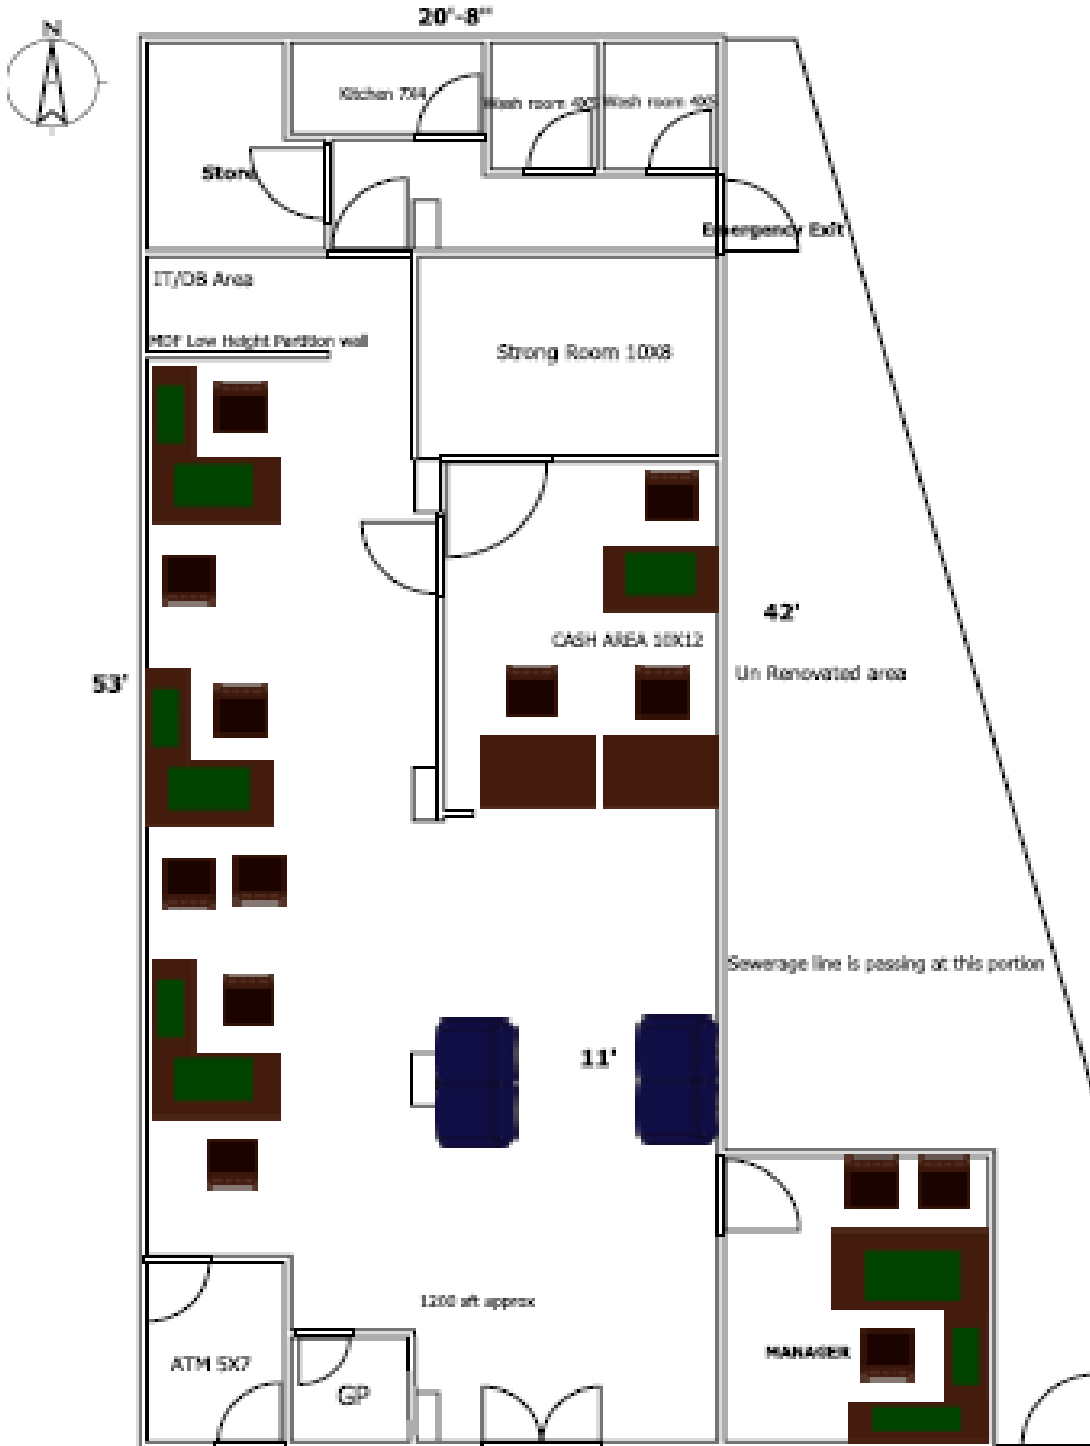 20'-8"
N
Kitchen 7X4
Wash room 4X5
Wash room 4X5
Store
Emergency Exit
IT/DB Area
MDF Low Height Partition wall
Strong Room 10X8
42'
CASH AREA 10X12
Un Renovated area
53'
Sewerage line is passing at this portion
11'
1200 sft approx
MANAGER
ATM 5X7
GP